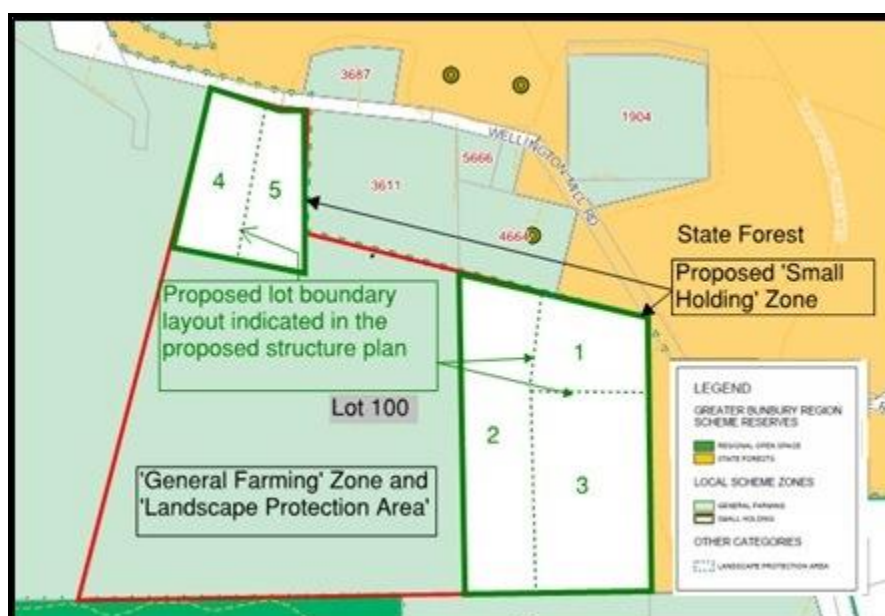 3687
1904
WELLINGTON MILL RD
5666
3611
4664
4
5
State Forest
Proposed 'Small
Holding' Zone
Proposed lot boundary
layout indicated in the
proposed structure plan
1
Lot 100
2
3
'General Farming' Zone and
'Landscape Protection Area'
LEGEND
GREATER BUNBURY REGION
SCHEME RESERVES
REGIONAL OPEN SPACE
STATE FORESTS
LOCAL SCHEME ZONES
GENERAL FARMING
SMALL HOLDING
OTHER CATEGORIES
LANDSCAPE PROTECTION AREA